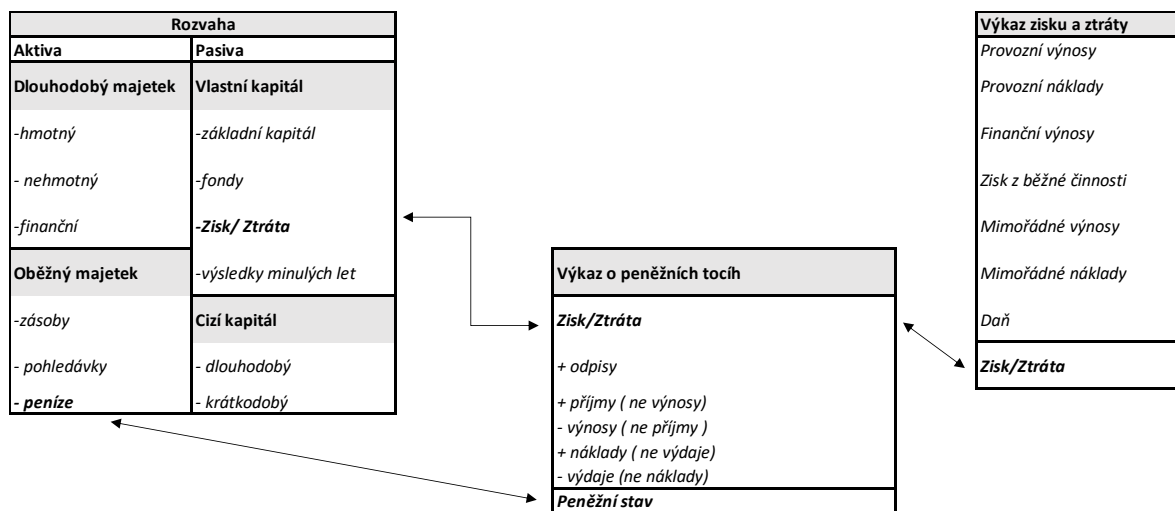 Rozvaha
Aktiva Pasiva
Dlouhodobý majetek Vlastní kapitál
-hmotný -základní kapitál
- nehmotný -fondy
-finanční -Zisk/ Ztráta
Oběžný majetek -výsledky minulých let
-zásoby Cizí kapitál
- pohledávky - dlouhodobý
- peníze - krátkodobý
Výkaz o peněžních tocíh
Zisk/Ztráta
+ odpisy
+ příjmy ( ne výnosy)
- výnosy ( ne příjmy )
+ náklady ( ne výdaje)
- výdaje (ne náklady)
Peněžní stav
Výkaz zisku a ztráty
Provozní výnosy
Provozní náklady
Finanční výnosy
Zisk z běžné činnosti
Mimořádné výnosy
Mimořádné náklady
Daň
Zisk/Ztráta